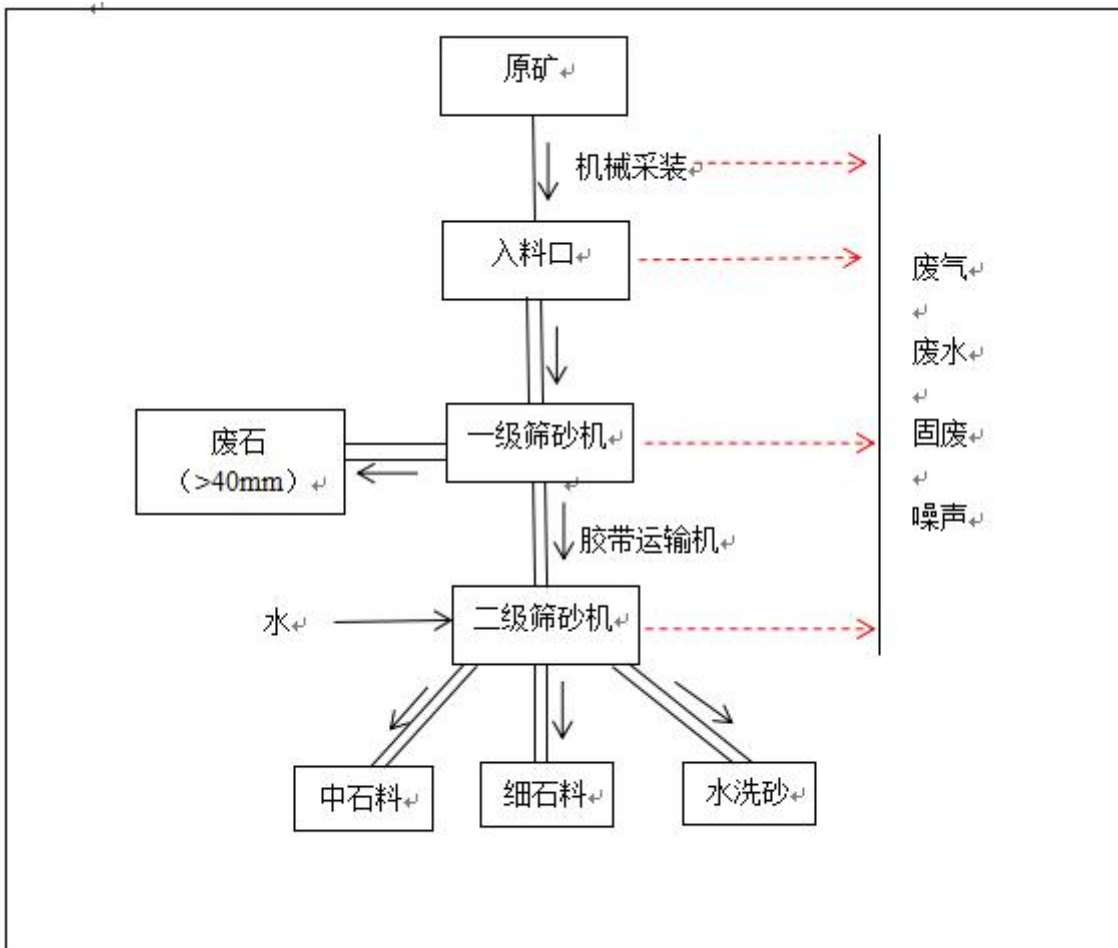 原矿
机械采装
入料口
废气
废水
固废
噪声
一级筛砂机
废石
（>40mm）
胶带运输机
水
二级筛砂机
中石料
细石料
水洗砂